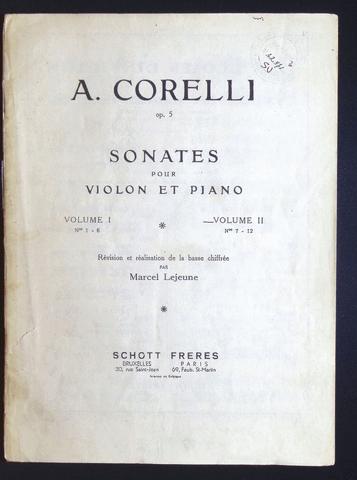 A. CORELLI
op. 5
SONATES
POUR
VIOLON ET PIANO
VOLUME I
Nos 1 - 6
VOLUME II
Nos 7 - 12
Révision et réalisation de la basse chiffrée
PAR
Marcel Lejeune
SCHOTT FRERES
BRUXELLES PARIS
30, rue Saint-Jean 69, Faub. St-Martin